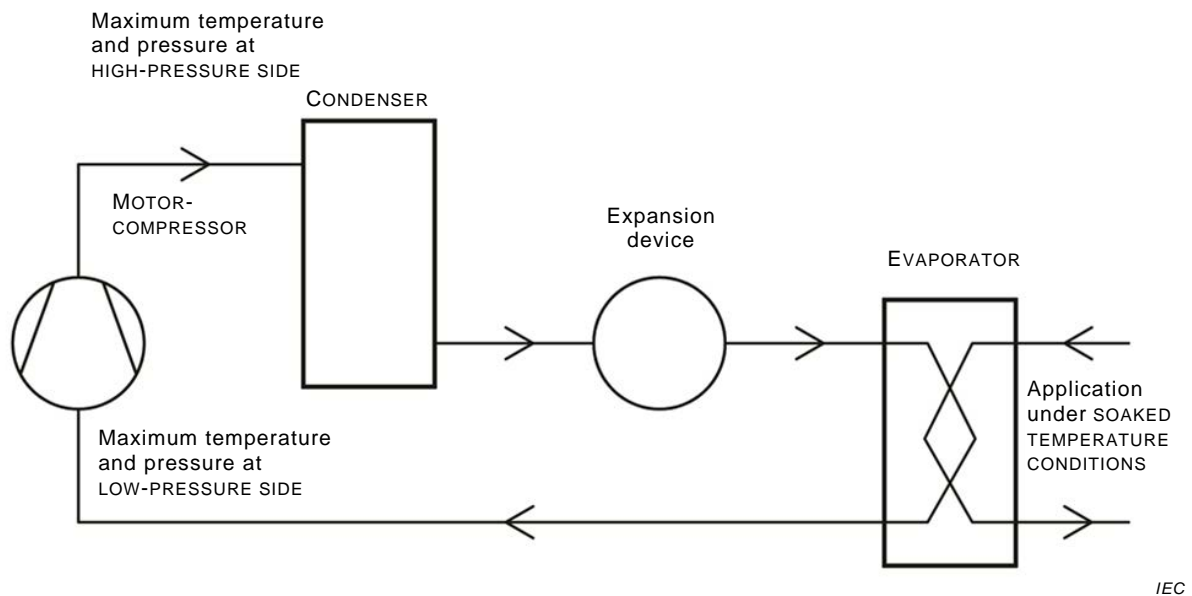 Maximum temperature
and pressure at
HIGH-PRESSURE SIDE
CONDENSER
MOTOR-
COMPRESSOR
Expansion
device
EVAPORATOR
Application
under SOAKED
TEMPERATURE
CONDITIONS
Maximum temperature
and pressure at
LOW-PRESSURE SIDE
IEC